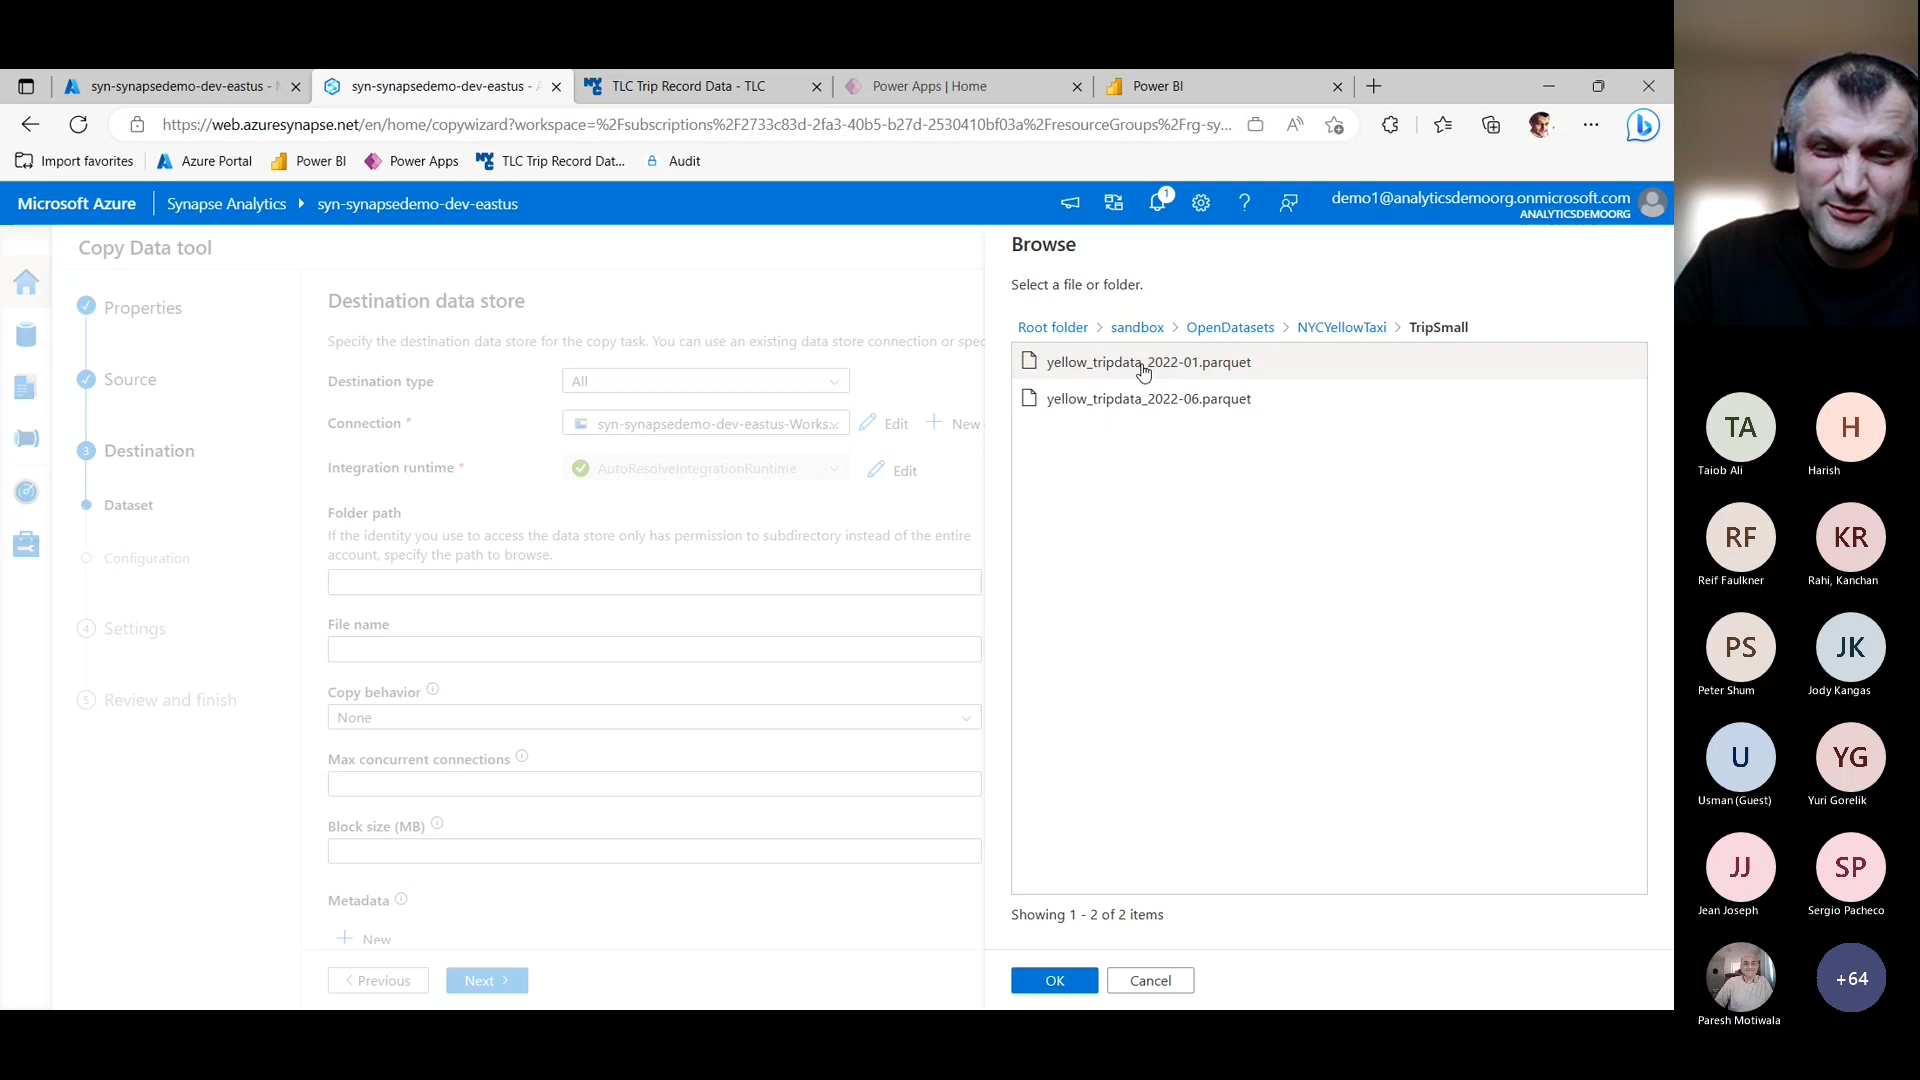 syn-synapsedemo-dev-eastus -
syn-synapsedemo-dev-eastus -
TLC Trip Record Data - TLC
Power Apps | Home
Power BI
https://web.azuresynapse.net/en/home/copywizard?workspace=%2Fsubscriptions%2F2733c83d-2fa3-40b5-b27d-2530410bf03a%2FresourceGroups%2Frg-sy...
Import favorites
Azure Portal
Power BI
Power Apps
TLC Trip Record Dat...
Audit
Microsoft Azure
Synapse Analytics
syn-synapsedemo-dev-eastus
1
demo1@analyticsdemoorg.onmicrosoft.com
ANALYTICSDEMOORG
Copy Data tool
Properties
Source
3 Destination
Dataset
Configuration
4 Settings
5 Review and finish
Destination data store
Specify the destination data store for the copy task. You can use an existing data store connection or spec
Destination type
All
Connection *
syn-synapsedemo-dev-eastus-Works...
Edit
New
Integration runtime *
AutoResolveIntegrationRuntime
Edit
Folder path
If the identity you use to access the data store only has permission to subdirectory instead of the entire
account, specify the path to browse.
File name
Copy behavior
None
Max concurrent connections
Block size (MB)
Metadata
New
Previous
Next
Browse
Select a file or folder.
Root folder > sandbox > OpenDatasets > NYCYellowTaxi > TripSmall
yellow_tripdata_2022-01.parquet
yellow_tripdata_2022-06.parquet
Showing 1 - 2 of 2 items
OK
Cancel
TA
Taiob Ali
H
Harish
RF
Reif Faulkner
KR
Rahi, Kanchan
PS
Peter Shum
JK
Jody Kangas
U
Usman (Guest)
YG
Yuri Gorelik
JJ
Jean Joseph
SP
Sergio Pacheco
Paresh Motiwala
+64